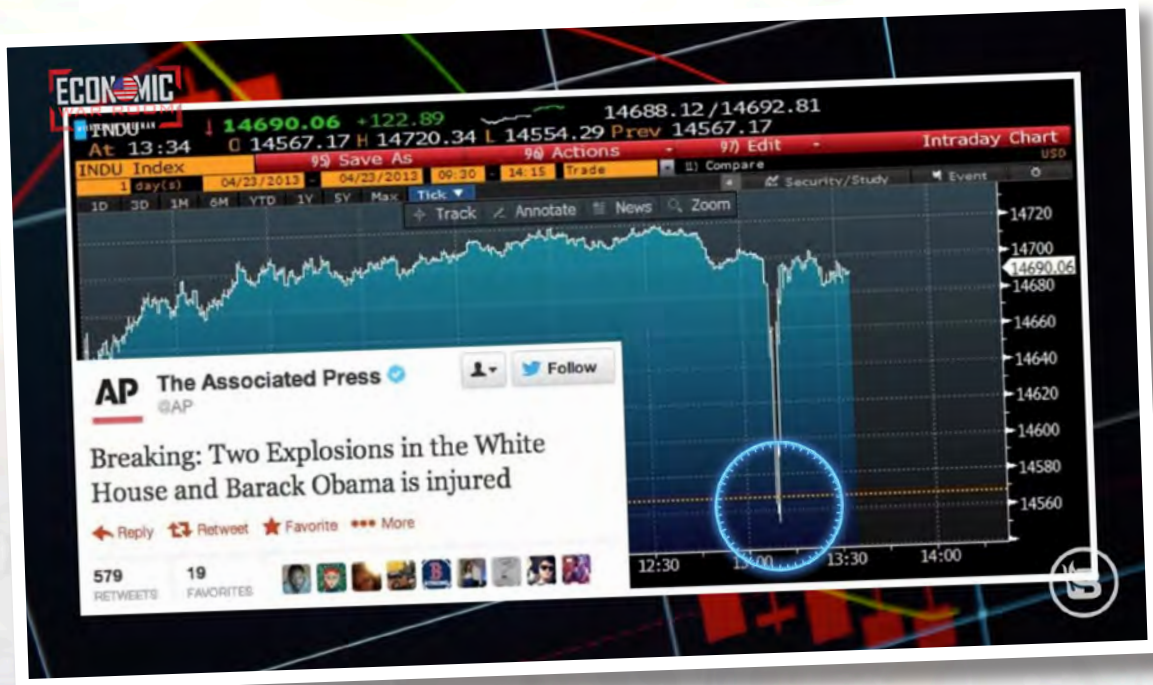 ECONOMIC
WAR ROOM
INDU
14690.06 +122.89 14688.12/14692.81
At 13:34 O 14567.17 H 14720.34 L 14554.29 Prev 14567.17
INDU Index 95) Save As 96) Actions 97) Edit Intraday Chart
1 day(s) 04/23/2013 - 04/23/2013 09:30 - 14:15 Trade 11) Compare USD
1D 3D 1M 6M YTD 1Y 5Y Max Tick Security/Study Event
Track Annotate News Zoom
14720
14700
14690.06
14680
14660
14640
14620
14600
14580
14560
12:30 13:00 13:30 14:00
AP The Associated Press
@AP
Follow
Breaking: Two Explosions in the White
House and Barack Obama is injured
Reply Retweet Favorite More
579 19
RETWEETS FAVORITES
B
STRONG